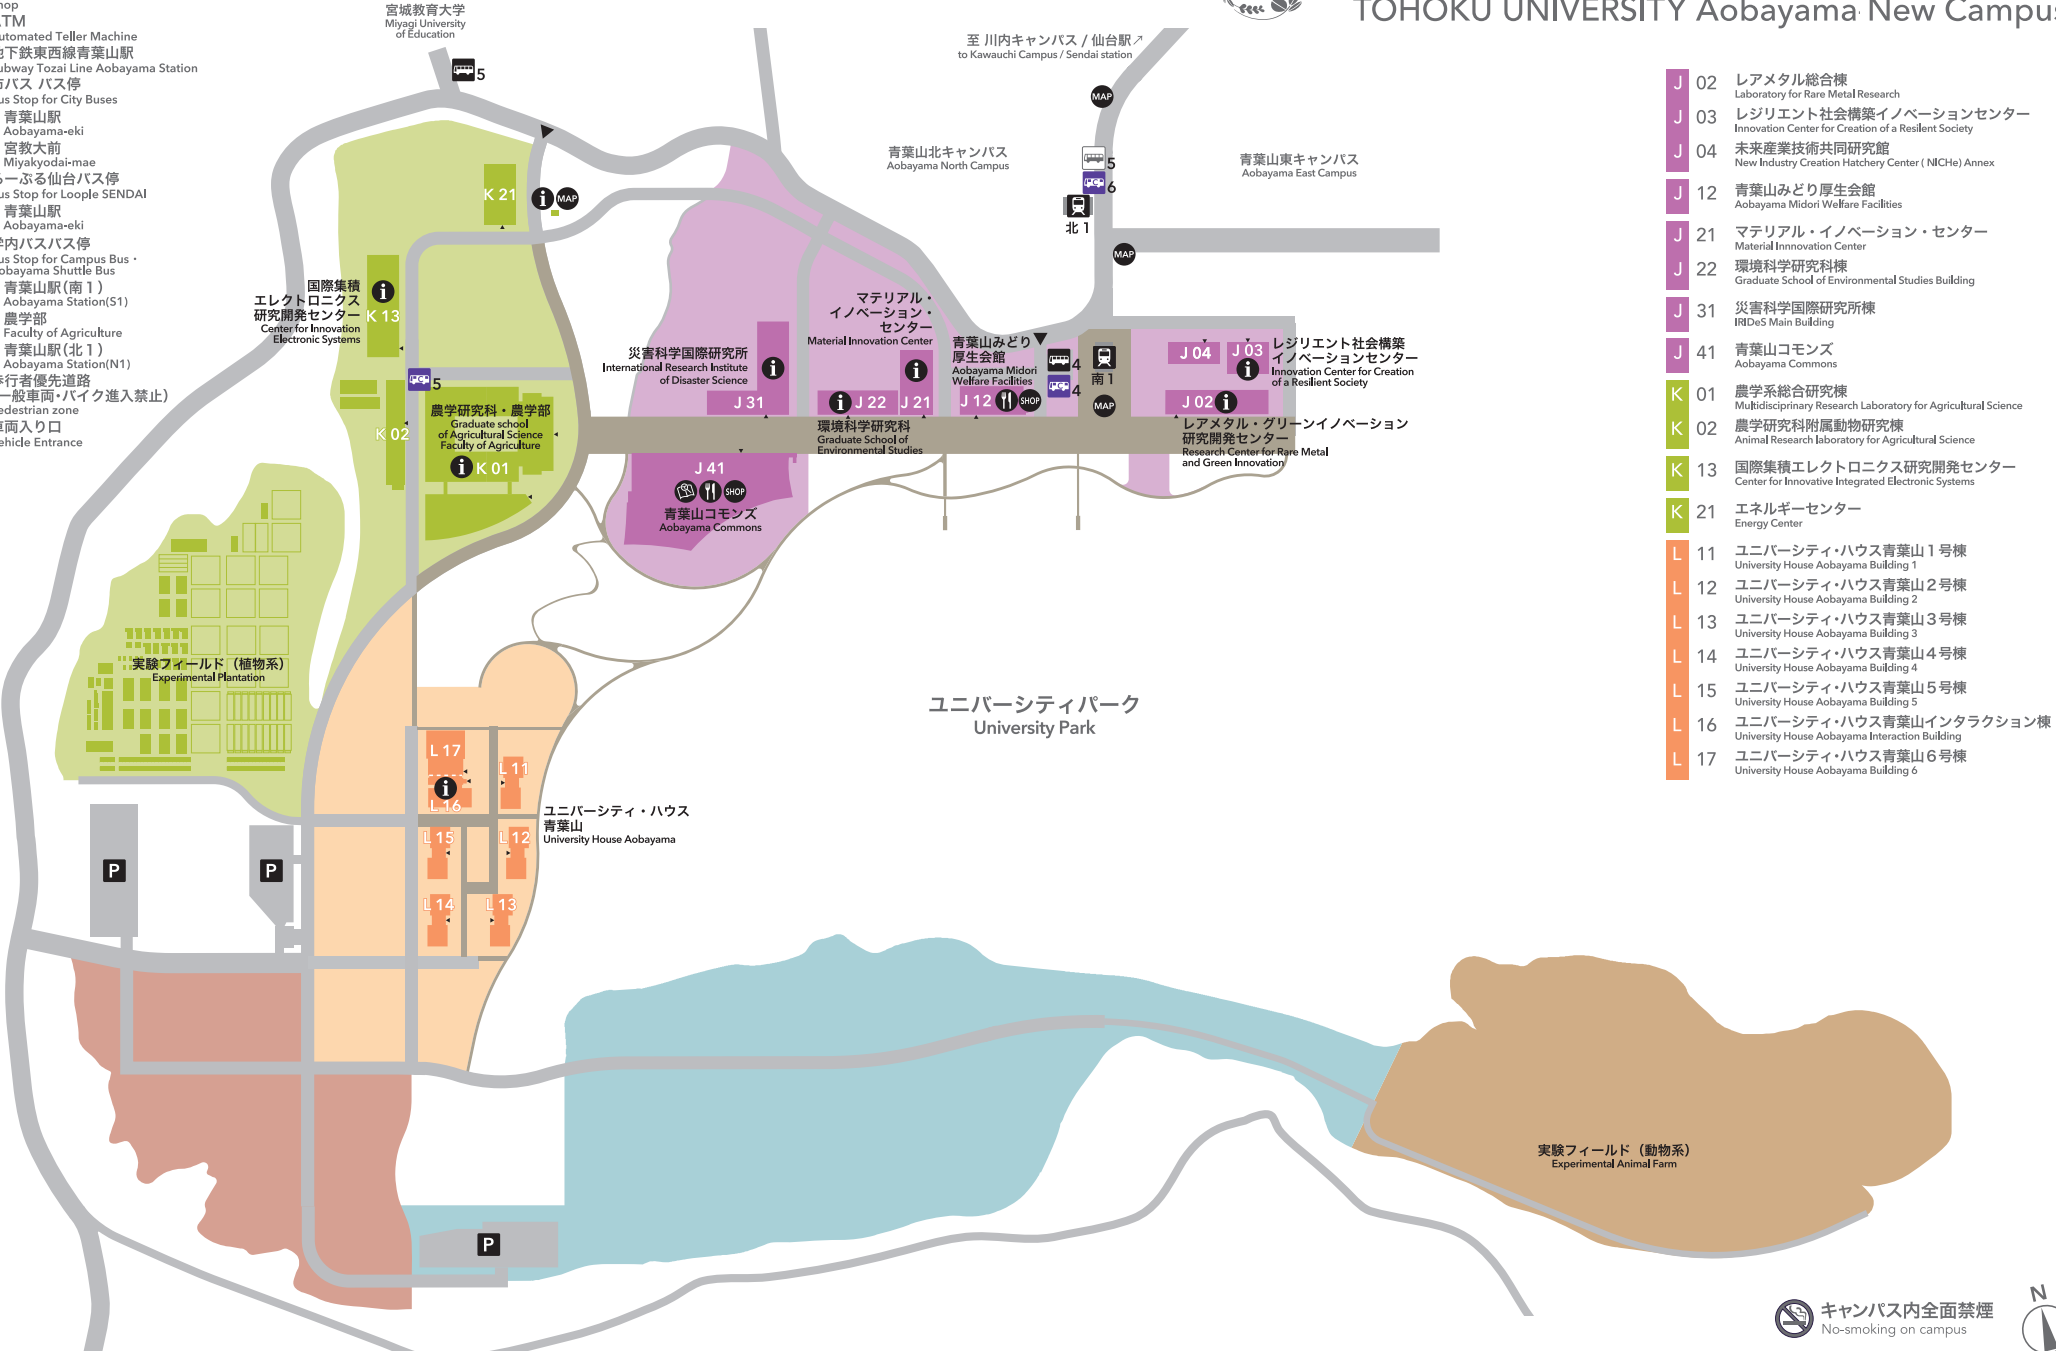 TOHOKU UNIVERSITY Aobayama New Campus
hop
ATM
Automated Teller Machine
地下鉄東西線青葉山駅
Subway Tozai Line Aobayama Station
市バス バス停
Bus Stop for City Buses
青葉山駅
Aobayama-eki
宮教大前
Miyakyodai-mae
るーぷる仙台バス停
Bus Stop for Loople SENDAI
青葉山駅
Aobayama-eki
学内バスバス停
Bus Stop for Campus Bus・
Aobayama Shuttle Bus
青葉山駅(南1)
Aobayama Station(S1)
農学部
Faculty of Agriculture
青葉山駅(北1)
Aobayama Station(N1)
歩行者優先道路
(一般車両・バイク進入禁止)
Pedestrian zone
車両入り口
Vehicle Entrance
宮城教育大学
Miyagi University
of Education
5
至 川内キャンパス / 仙台駅↗
to Kawauchi Campus / Sendai station
MAP
青葉山北キャンパス
Aobayama North Campus
青葉山東キャンパス
Aobayama East Campus
5
6
北 1
MAP
K 21
i
MAP
国際集積
エレクトロニクス
研究開発センター
Center for Innovation
Electronic Systems
i
K 13
5
農学研究科・農学部
Graduate school
of Agricultural Science
Faculty of Agriculture
K 02
i
K 01
災害科学国際研究所
International Research Institute
of Disaster Science
i
J 31
マテリアル・
イノベーション・
センター
Material Innovation Center
i
i
J 22
J 21
環境科学研究科
Graduate School of
Environmental Studies
青葉山みどり
厚生会館
Aobayama Midori
Welfare Facilities
J 12
SHOP
4
4
南 1
MAP
J 04
J 03
i
レジリエント社会構築
イノベーションセンター
Innovation Center for Creation
of a Resilient Society
J 02
i
レアメタル・グリーンイノベーション
研究開発センター
Research Center for Rare Metal
and Green Innovation
J 41
SHOP
青葉山コモンズ
Aobayama Commons
実験フィールド（植物系）
Experimental Plantation
ユニバーシティパーク
University Park
L 17
i
L 16
L 11
L 15
L 12
L 14
L 13
ユニバーシティ・ハウス
青葉山
University House Aobayama
P
P
P
実験フィールド（動物系）
Experimental Animal Farm
J 02 レアメタル総合棟
Laboratory for Rare Metal Research
J 03 レジリエント社会構築イノベーションセンター
Innovation Center for Creation of a Resilent Society
J 04 未来産業技術共同研究館
New Industry Creation Hatchery Center ( NICHe) Annex
J 12 青葉山みどり厚生会館
Aobayama Midori Welfare Facilities
J 21 マテリアル・イノベーション・センター
Material Innnovation Center
J 22 環境科学研究科棟
Graduate School of Environmental Studies Building
J 31 災害科学国際研究所棟
IRIDeS Main Building
J 41 青葉山コモンズ
Aobayama Commons
K 01 農学系総合研究棟
Multidisciprinary Research Laboratory for Agricultural Science
K 02 農学研究科附属動物研究棟
Animal Research laboratory for Agricultural Science
K 13 国際集積エレクトロニクス研究開発センター
Center for Innovative Integrated Electronic Systems
K 21 エネルギーセンター
Energy Center
L 11 ユニバーシティ・ハウス青葉山1号棟
University House Aobayama Building 1
L 12 ユニバーシティ・ハウス青葉山2号棟
University House Aobayama Building 2
L 13 ユニバーシティ・ハウス青葉山3号棟
University House Aobayama Building 3
L 14 ユニバーシティ・ハウス青葉山4号棟
University House Aobayama Building 4
L 15 ユニバーシティ・ハウス青葉山5号棟
University House Aobayama Building 5
L 16 ユニバーシティ・ハウス青葉山インタラクション棟
University House Aobayama Interaction Building
L 17 ユニバーシティ・ハウス青葉山6号棟
University House Aobayama Building 6
キャンパス内全面禁煙
No-smoking on campus
N